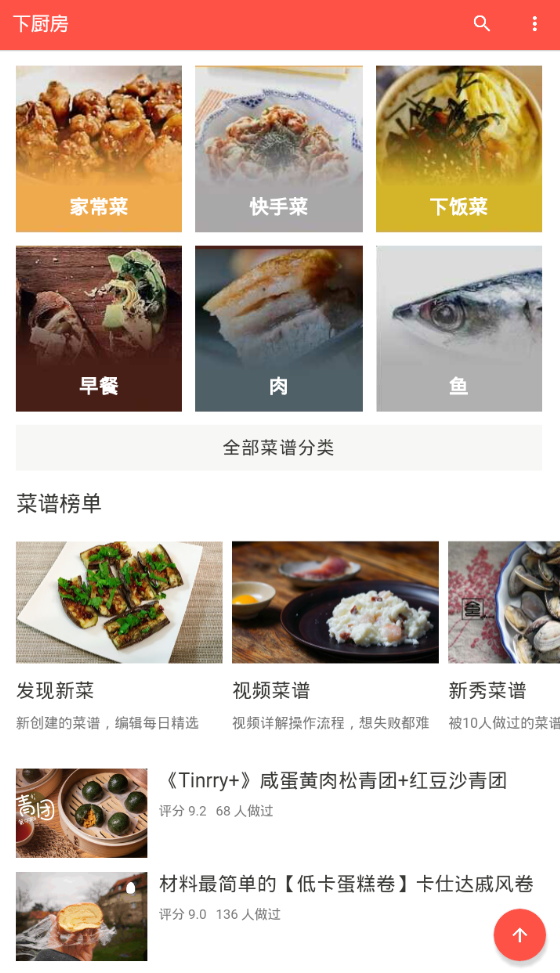 下厨房
家常菜
快手菜
下饭菜
早餐
肉
鱼
全部菜谱分类
菜谱榜单
发现新菜
新创建的菜谱，编辑每日精选
视频菜谱
视频详解操作流程，想失败都难
新秀菜谱
被10人做过的菜谱
青团
《Tinrry+》咸蛋黄肉松青团+红豆沙青团
评分 9.2 68 人做过
材料最简单的【低卡蛋糕卷】卡仕达戚风卷
评分 9.0 136 人做过